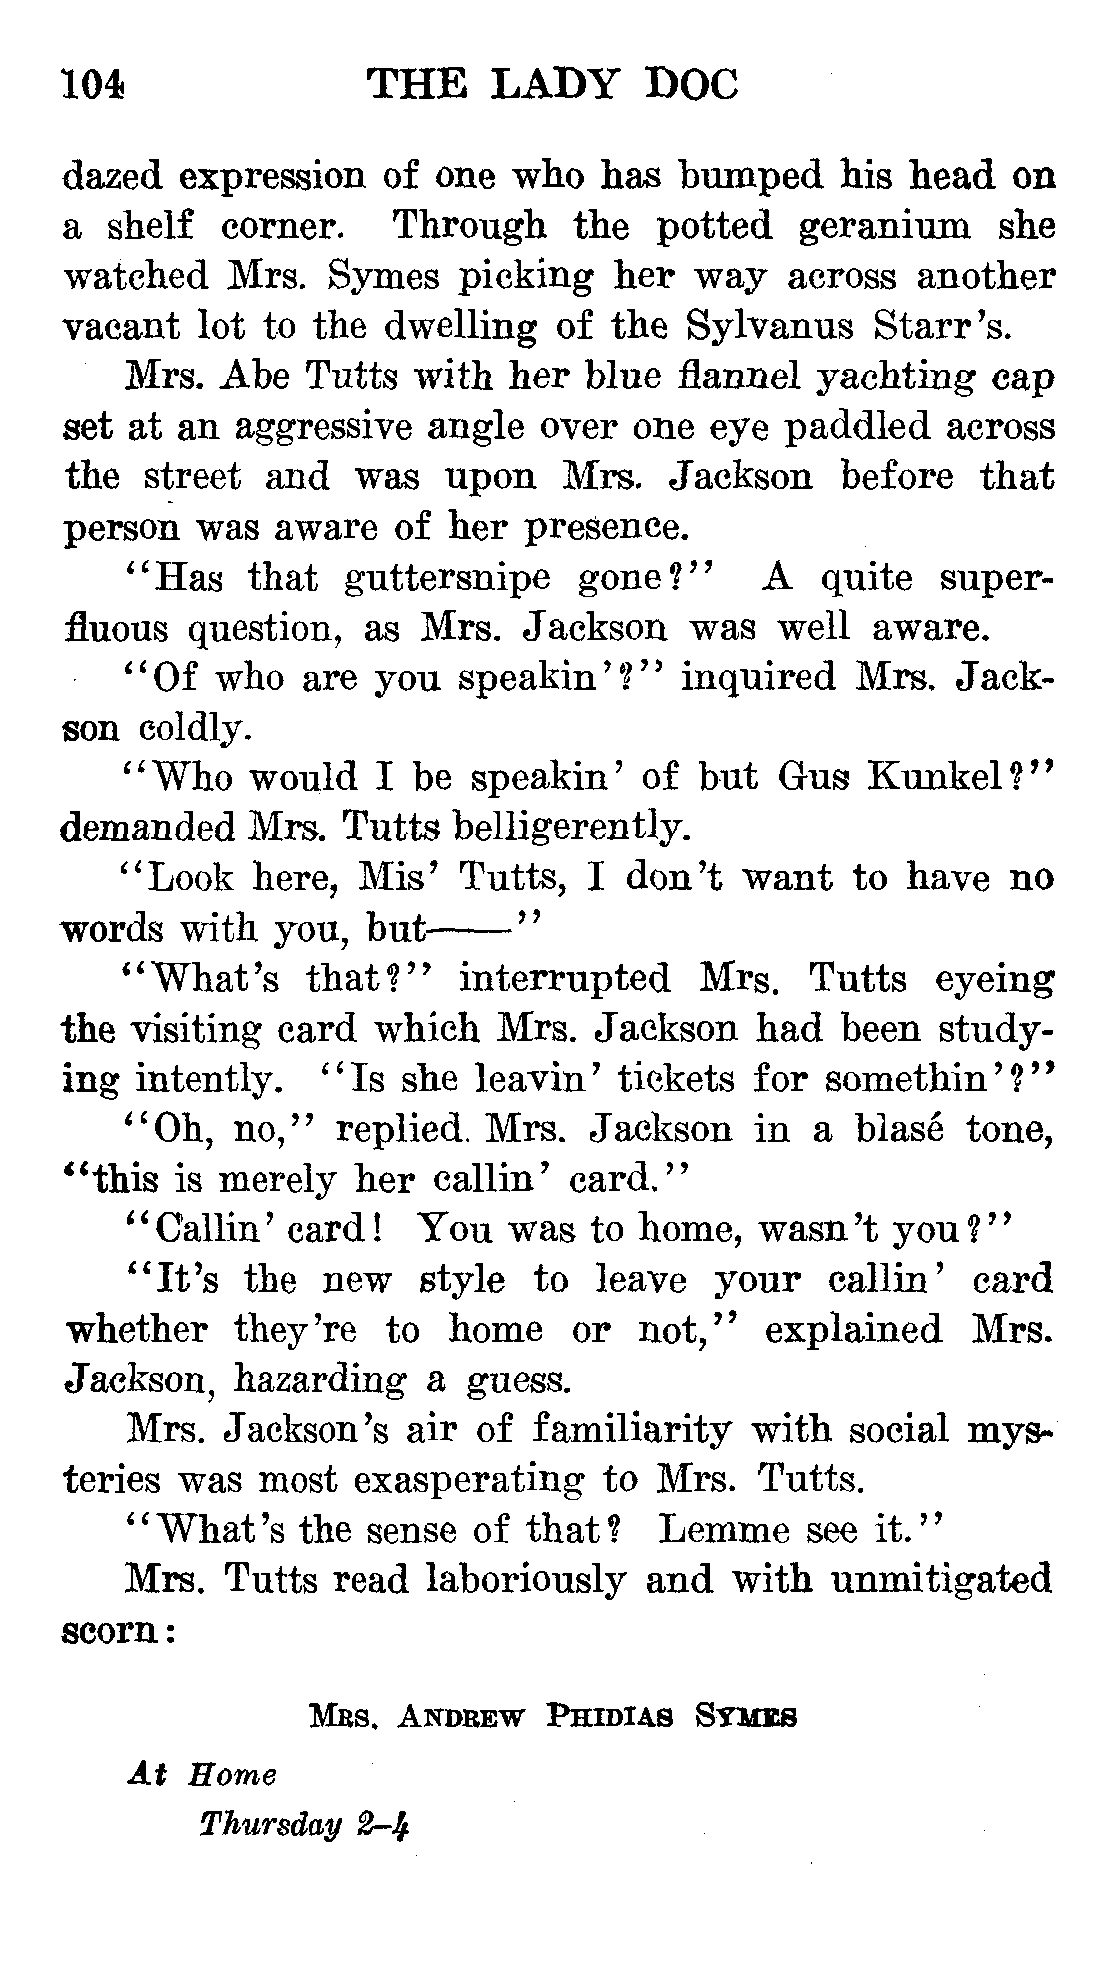 104 THE LADY DOC
dazed expression of one who has bumped his head on
a shelf corner. Through the potted geranium she
watched Mrs. Symes picking her way across another
vacant lot to the dwelling of the Sylvanus Starr's.
Mrs. Abe Tutts with her blue flannel yachting cap
set at an aggressive angle over one eye paddled across
the street and was upon Mrs. Jackson before that
person was aware of her presence.
"Has that guttersnipe gone?" A quite super-
fluous question, as Mrs. Jackson was well aware.
"Of who are you speakin'?" inquired Mrs. Jack-
son coldly.
"Who would I be speakin' of but Gus Kunkel?"
demanded Mrs. Tutts belligerently.
"Look here, Mis' Tutts, I don't want to have no
words with you, but——"
"What's that?" interrupted Mrs. Tutts eyeing
the visiting card which Mrs. Jackson had been study-
ing intently. "Is she leavin' tickets for somethin'?"
"Oh, no," replied Mrs. Jackson in a blasé tone,
"this is merely her callin' card."
"Callin' card! You was to home, wasn't you?"
"It's the new style to leave your callin' card
whether they're to home or not," explained Mrs.
Jackson, hazarding a guess.
Mrs. Jackson's air of familiarity with social mys-
teries was most exasperating to Mrs. Tutts.
"What's the sense of that? Lemme see it."
Mrs. Tutts read laboriously and with unmitigated
scorn:
Mrs. Andrew Phidias Symes
At Home
Thursday 2–4